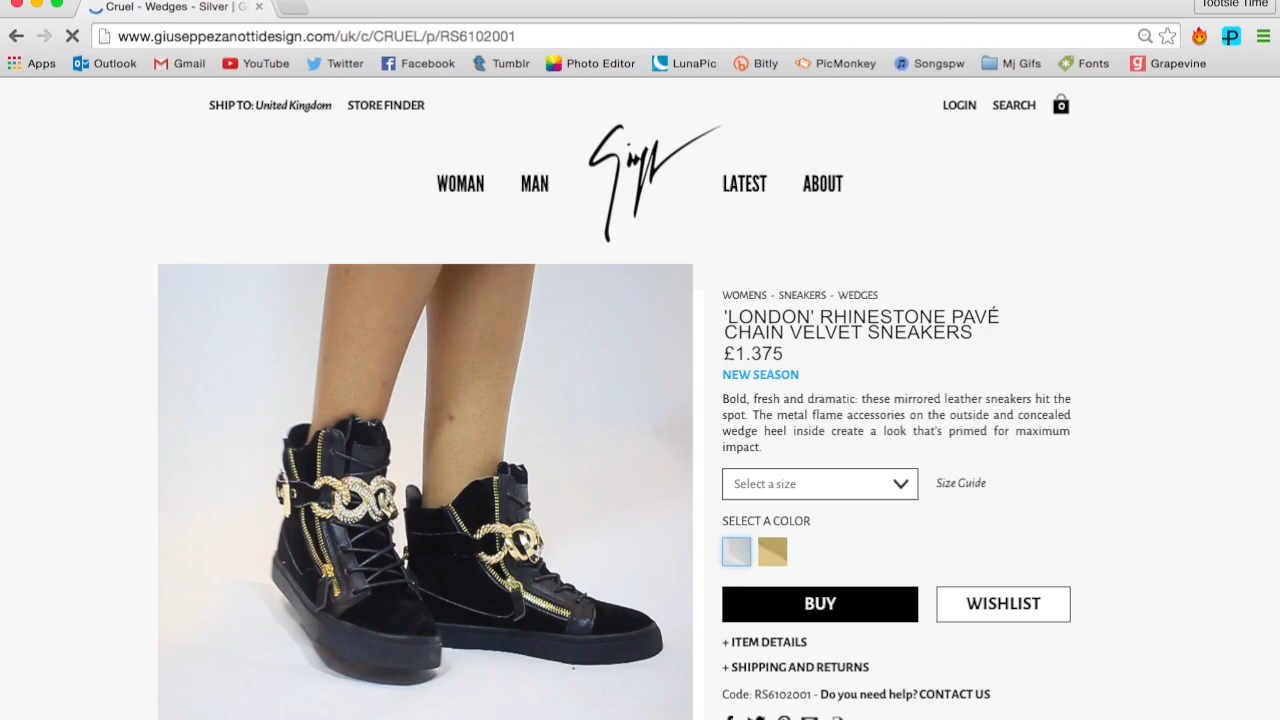 Cruel - Wedges - Silver | G
Tootsie Time
www.giuseppezanottidesign.com/uk/c/CRUEL/p/RS6102001
Apps Outlook Gmail YouTube Twitter Facebook Tumblr Photo Editor LunaPic Bitly PicMonkey Songspw Mj Gifs Fonts Grapevine
SHIP TO: United Kingdom STORE FINDER LOGIN SEARCH 0
WOMAN MAN LATEST ABOUT
WOMENS - SNEAKERS - WEDGES
'LONDON' RHINESTONE PAVÉ
CHAIN VELVET SNEAKERS
£1.375
NEW SEASON
Bold, fresh and dramatic: these mirrored leather sneakers hit the
spot. The metal flame accessories on the outside and concealed
wedge heel inside create a look that's primed for maximum
impact.
Select a size Size Guide
SELECT A COLOR
BUY WISHLIST
+ ITEM DETAILS
+ SHIPPING AND RETURNS
Code: RS6102001 - Do you need help? CONTACT US